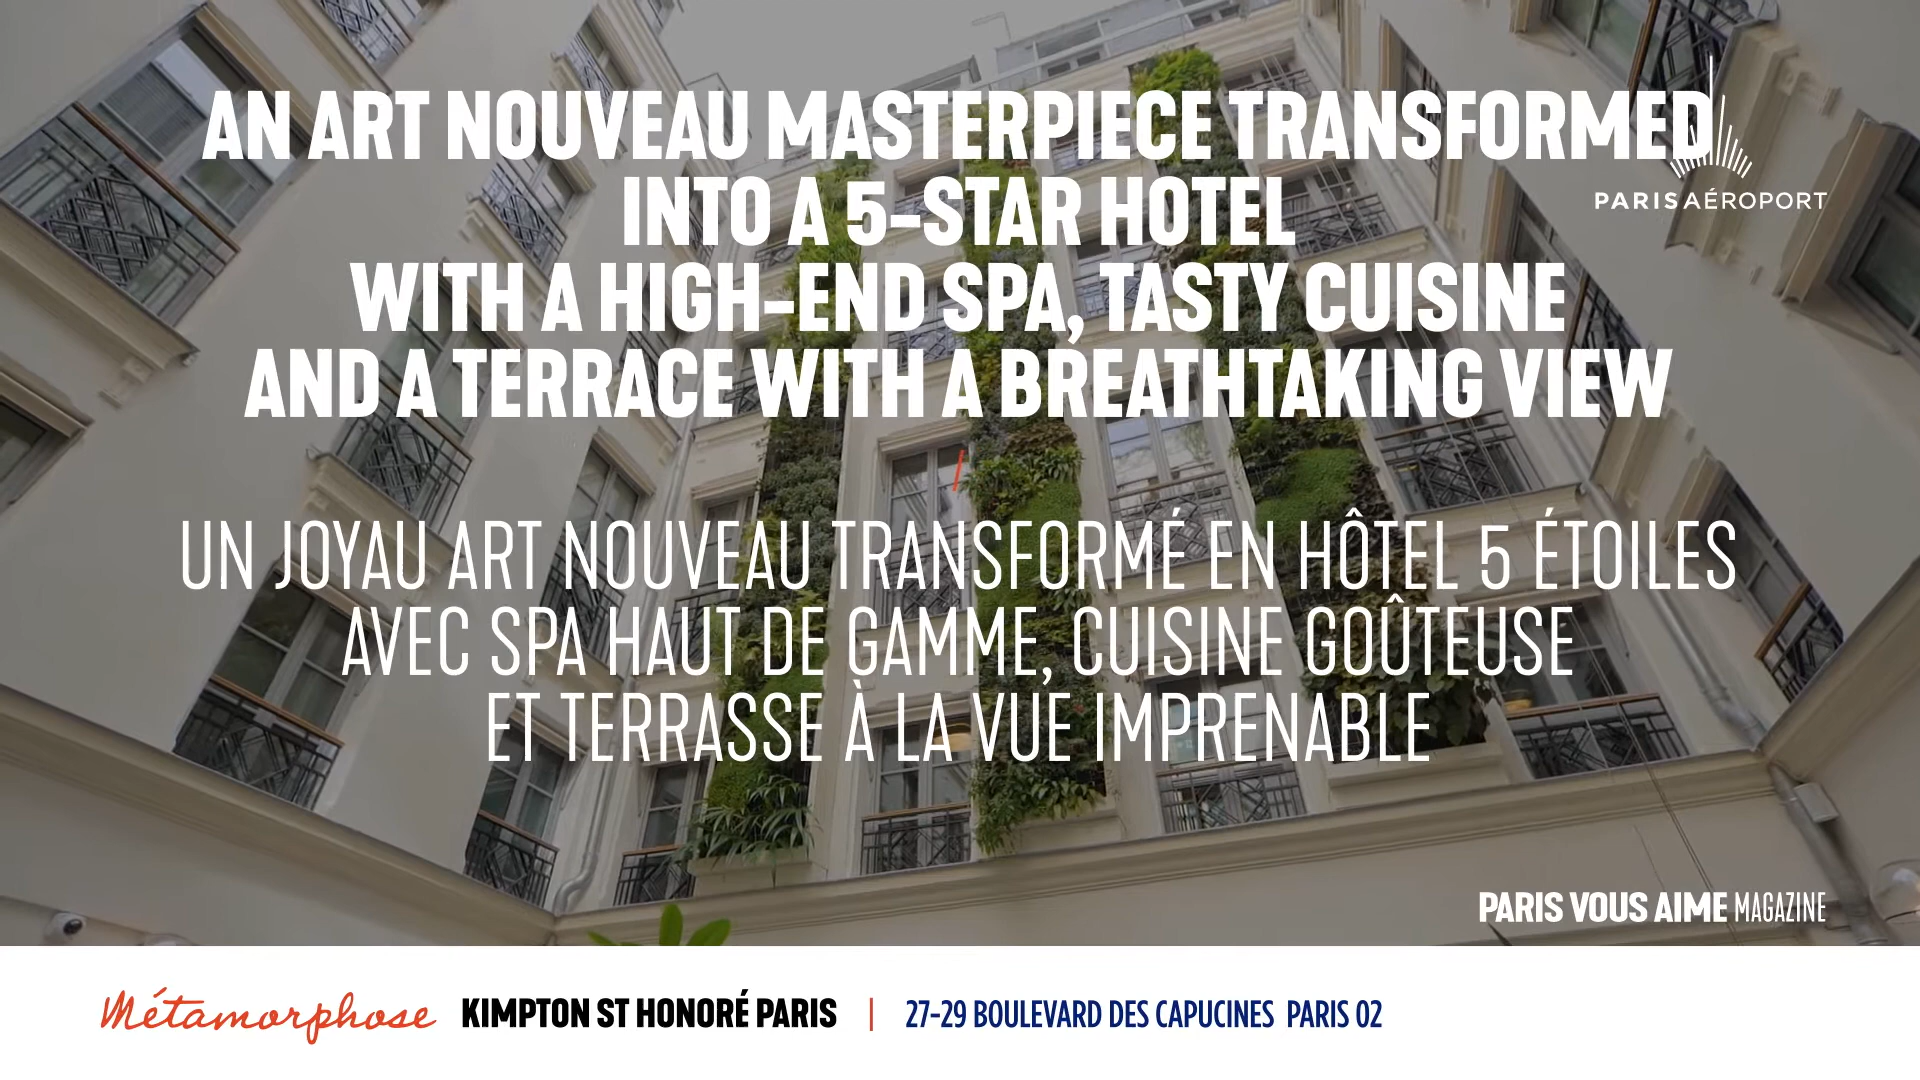 AN ART NOUVEAU MASTERPIECE TRANSFORMED
INTO A 5-STAR HOTEL
WITH A HIGH-END SPA, TASTY CUISINE
AND A TERRACE WITH A BREATHTAKING VIEW
/
UN JOYAU ART NOUVEAU TRANSFORMÉ EN HÔTEL 5 ÉTOILES
AVEC SPA HAUT DE GAMME, CUISINE GOÛTEUSE
ET TERRASSE À LA VUE IMPRENABLE
PARISAÉROPORT
PARIS VOUS AIME MAGAZINE
Métamorphose KIMPTON ST HONORÉ PARIS | 27-29 BOULEVARD DES CAPUCINES PARIS 02